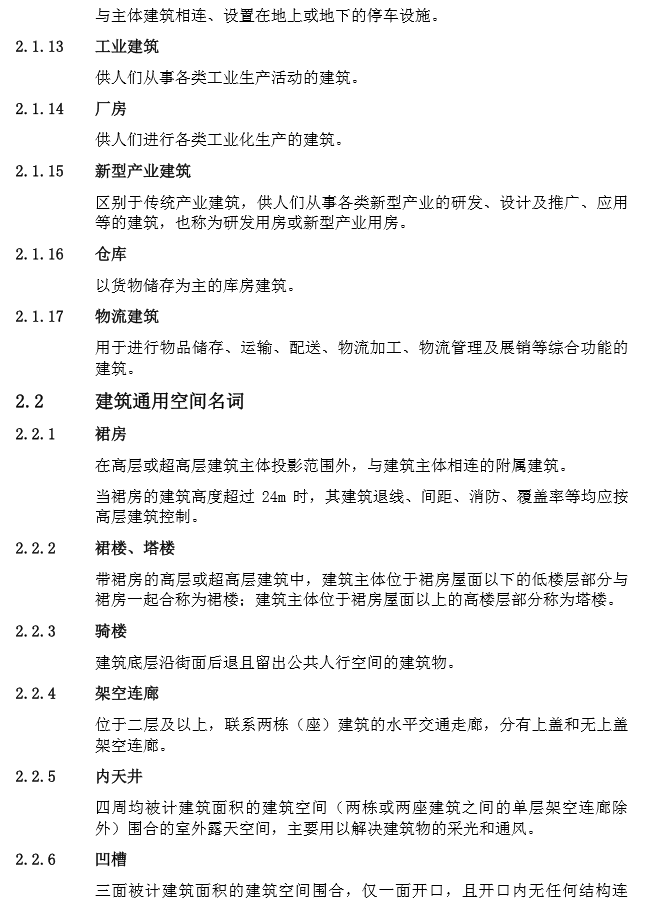 与主体建筑相连、设置在地上或地下的停车设施。
2.1.13 工业建筑
供人们从事各类工业生产活动的建筑。
2.1.14 厂房
供人们进行各类工业化生产的建筑。
2.1.15 新型产业建筑
区别于传统产业建筑，供人们从事各类新型产业的研发、设计及推广、应用
等的建筑，也称为研发用房或新型产业用房。
2.1.16 仓库
以货物储存为主的库房建筑。
2.1.17 物流建筑
用于进行物品储存、运输、配送、物流加工、物流管理及展销等综合功能的
建筑。
2.2 建筑通用空间名词
2.2.1 裙房
在高层或超高层建筑主体投影范围外，与建筑主体相连的附属建筑。
当裙房的建筑高度超过 24m 时，其建筑退线、间距、消防、覆盖率等均应按
高层建筑控制。
2.2.2 裙楼、塔楼
带裙房的高层或超高层建筑中，建筑主体位于裙房屋面以下的低楼层部分与
裙房一起合称为裙楼；建筑主体位于裙房屋面以上的高楼层部分称为塔楼。
2.2.3 骑楼
建筑底层沿街面后退且留出公共人行空间的建筑物。
2.2.4 架空连廊
位于二层及以上，联系两栋（座）建筑的水平交通走廊，分有上盖和无上盖
架空连廊。
2.2.5 内天井
四周均被计建筑面积的建筑空间（两栋或两座建筑之间的单层架空连廊除
外）围合的室外露天空间，主要用以解决建筑物的采光和通风。
2.2.6 凹槽
三面被计建筑面积的建筑空间围合，仅一面开口，且开口内无任何结构连